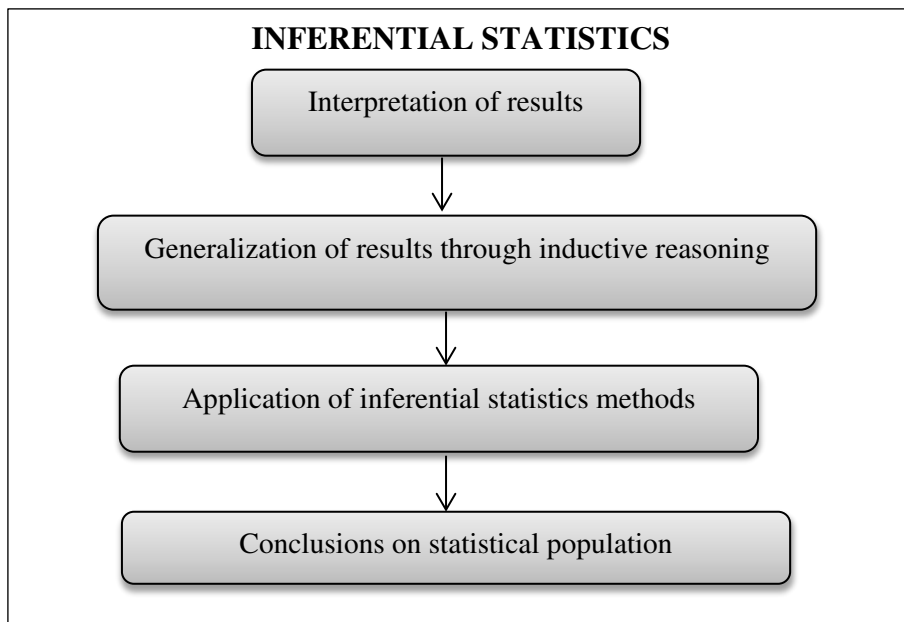 INFERENTIAL STATISTICS
Interpretation of results
Generalization of results through inductive reasoning
Application of inferential statistics methods
Conclusions on statistical population